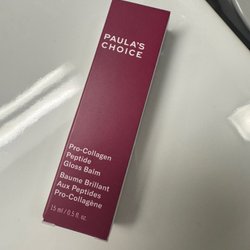 PAULA'S
CHOICE
Pro-Collagen
Peptide
Gloss Balm
Baume Brillant
Aux Peptides
Pro-Collagène
15 ml / 0.5 fl. oz.